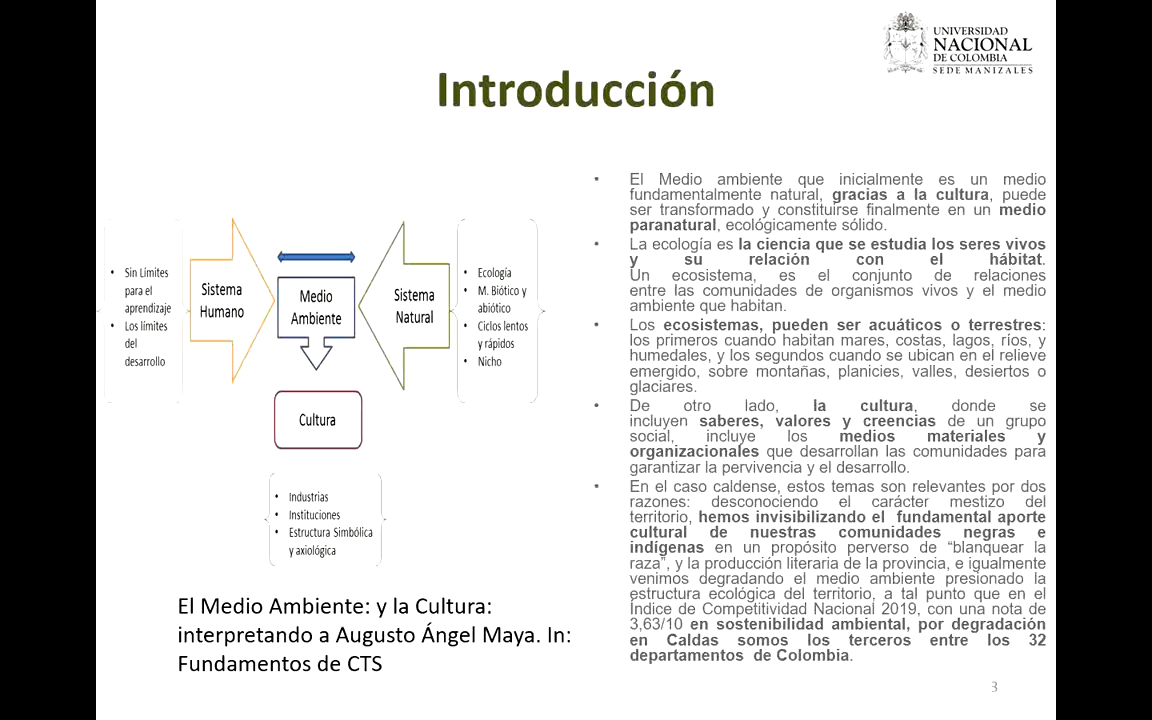 UNIVERSIDAD
NACIONAL
DE COLOMBIA
SEDE MANIZALES
Introducción
• Sin Limites
para el
aprendizaje
• Los límites
del
desarrollo
Sistema
Humano
Medio
Ambiente
Sistema
Natural
• Ecología
• M. Biótico y
abiótico
• Ciclos lentos
y rápidos
• Nicho
Cultura
• Industrias
• Instituciones
• Estructura Simbólica
y axiológica
El Medio Ambiente: y la Cultura:
interpretando a Augusto Ángel Maya. In:
Fundamentos de CTS
• El Medio ambiente que inicialmente es un medio
fundamentalmente natural, gracias a la cultura, puede
ser transformado y constituirse finalmente en un medio
paranatural, ecológicamente sólido.
• La ecología es la ciencia que se estudia los seres vivos
y su relación con el hábitat.
Un ecosistema, es el conjunto de relaciones
entre las comunidades de organismos vivos y el medio
ambiente que habitan.
• Los ecosistemas, pueden ser acuáticos o terrestres:
los primeros cuando habitan mares, costas, lagos, ríos, y
humedales, y los segundos cuando se ubican en el relieve
emergido, sobre montañas, planicies, valles, desiertos o
glaciares.
• De otro lado, la cultura, donde se
incluyen saberes, valores y creencias de un grupo
social, incluye los medios materiales y
organizacionales que desarrollan las comunidades para
garantizar la pervivencia y el desarrollo.
• En el caso caldense, estos temas son relevantes por dos
razones: desconociendo el carácter mestizo del
territorio, hemos invisibilizando el fundamental aporte
cultural de nuestras comunidades negras e
indígenas en un propósito perverso de “blanquear la
raza”, y la producción literaria de la provincia, e igualmente
venimos degradando el medio ambiente presionado la
estructura ecológica del territorio, a tal punto que en el
Índice de Competitividad Nacional 2019, con una nota de
3,63/10 en sostenibilidad ambiental, por degradación
en Caldas somos los terceros entre los 32
departamentos de Colombia.
3